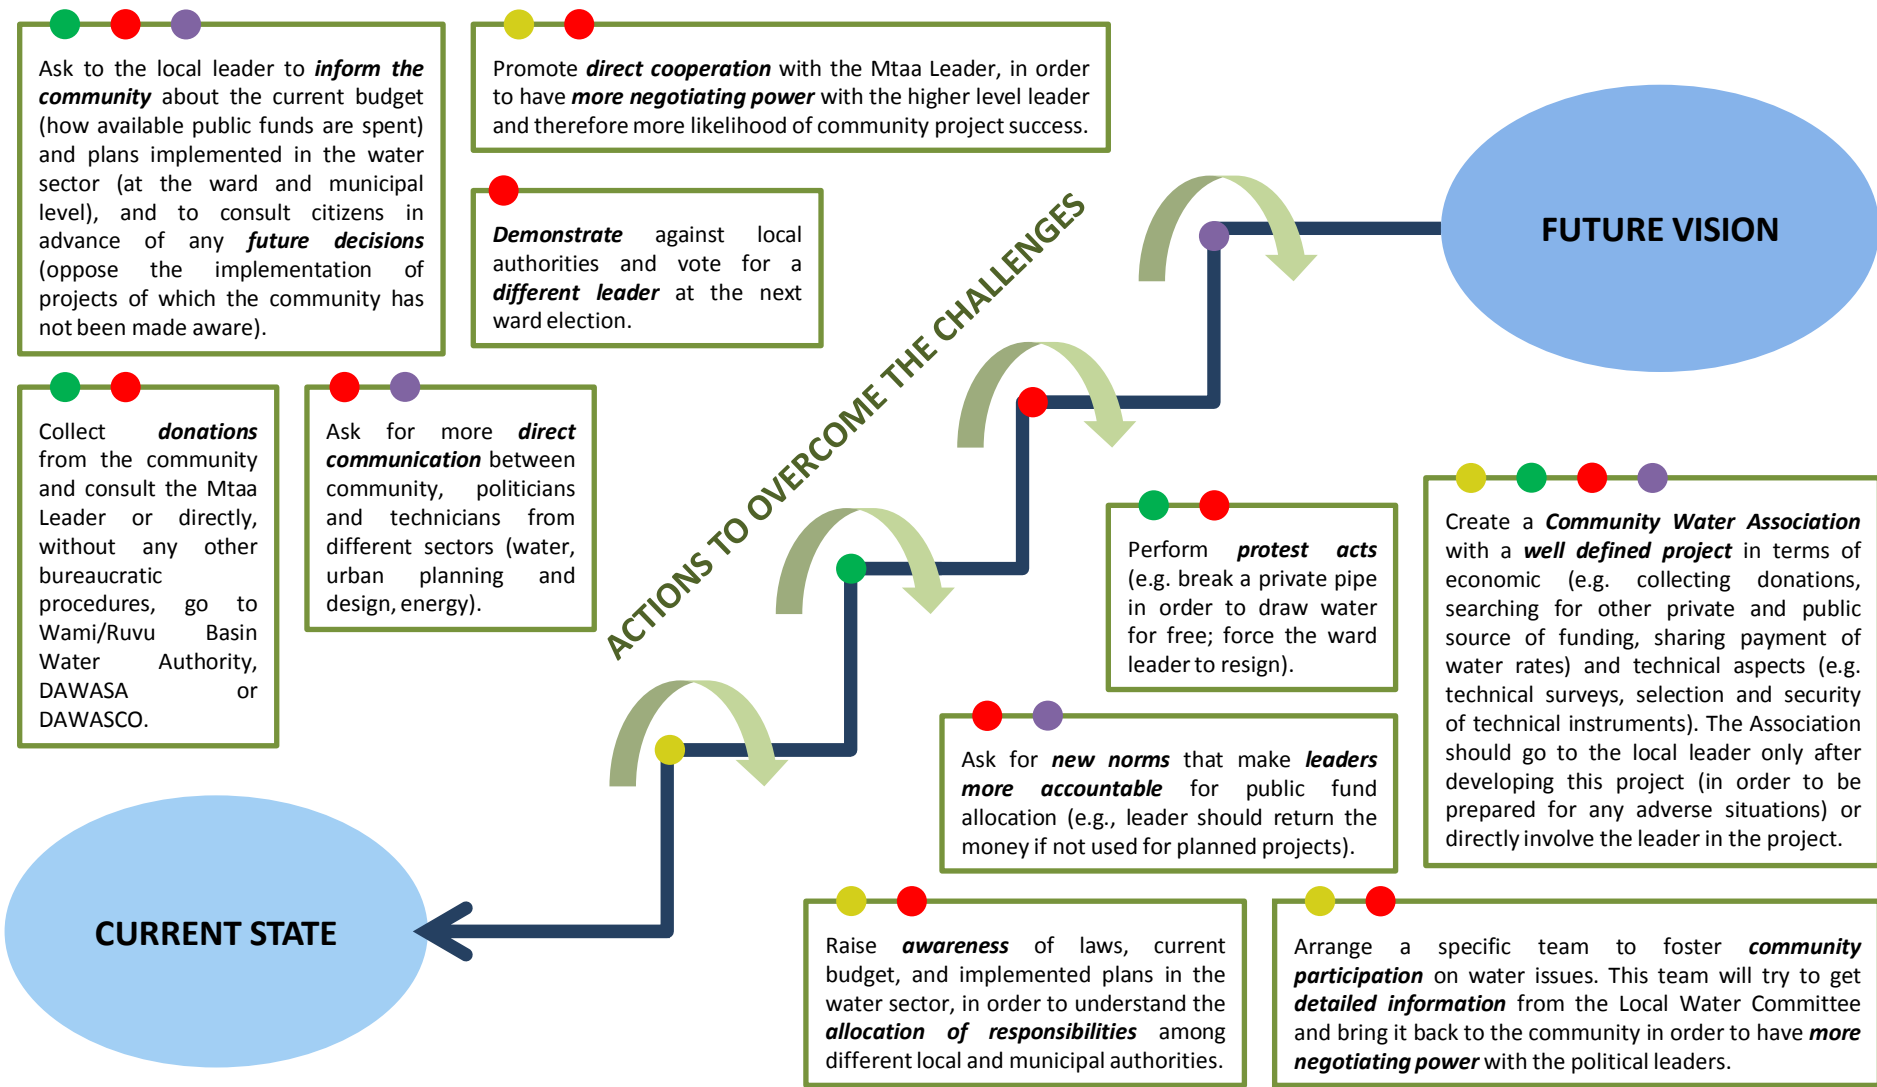 Ask to the local leader to inform the
community about the current budget
(how available public funds are spent)
and plans implemented in the water
sector (at the ward and municipal
level), and to consult citizens in
advance of any future decisions
(oppose the implementation of
projects of which the community has
not been made aware).
Promote direct cooperation with the Mtaa Leader, in order
to have more negotiating power with the higher level leader
and therefore more likelihood of community project success.
Demonstrate against local
authorities and vote for a
different leader at the next
ward election.
Collect donations
from the community
and consult the Mtaa
Leader or directly,
without any other
bureaucratic
procedures, go to
Wami/Ruvu Basin
Water Authority,
DAWASA or
DAWASCO.
Ask for more direct
communication between
community, politicians
and technicians from
different sectors (water,
urban planning and
design, energy).
ACTIONS TO OVERCOME THE CHALLENGES
FUTURE VISION
Perform protest acts
(e.g. break a private pipe
in order to draw water
for free; force the ward
leader to resign).
Create a Community Water Association
with a well defined project in terms of
economic (e.g. collecting donations,
searching for other private and public
source of funding, sharing payment of
water rates) and technical aspects (e.g.
technical surveys, selection and security
of technical instruments). The Association
should go to the local leader only after
developing this project (in order to be
prepared for any adverse situations) or
directly involve the leader in the project.
Ask for new norms that make leaders
more accountable for public fund
allocation (e.g., leader should return the
money if not used for planned projects).
CURRENT STATE
Raise awareness of laws, current
budget, and implemented plans in the
water sector, in order to understand the
allocation of responsibilities among
different local and municipal authorities.
Arrange a specific team to foster community
participation on water issues. This team will try to get
detailed information from the Local Water Committee
and bring it back to the community in order to have more
negotiating power with the political leaders.